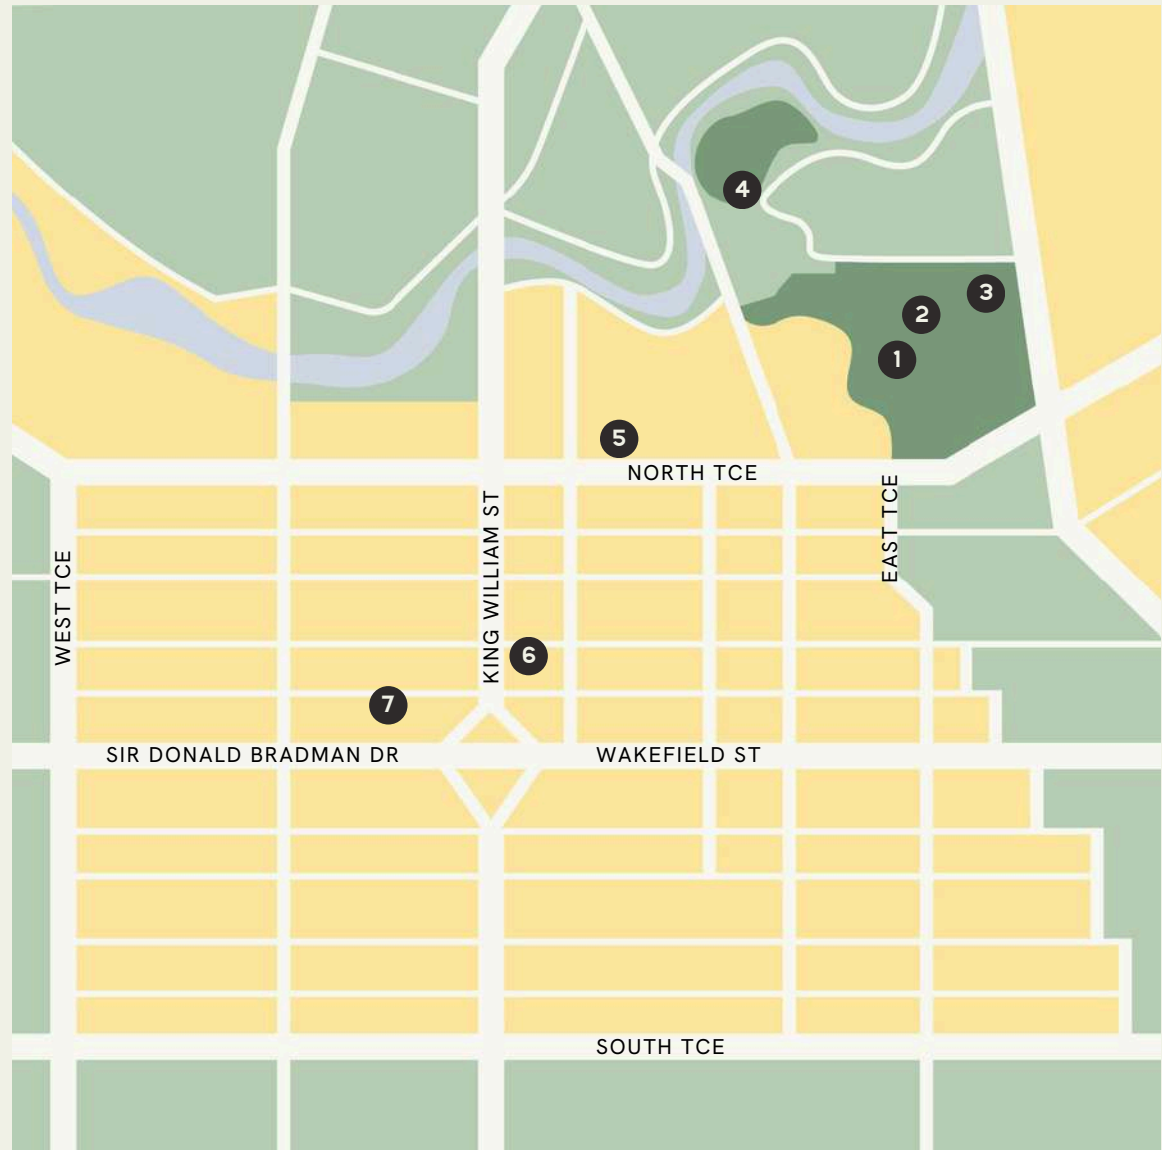 4
3
2
1
5
NORTH TCE
EAST TCE
KING WILLIAM ST
WEST TCE
6
7
SIR DONALD BRADMAN DR
WAKEFIELD ST
SOUTH TCE